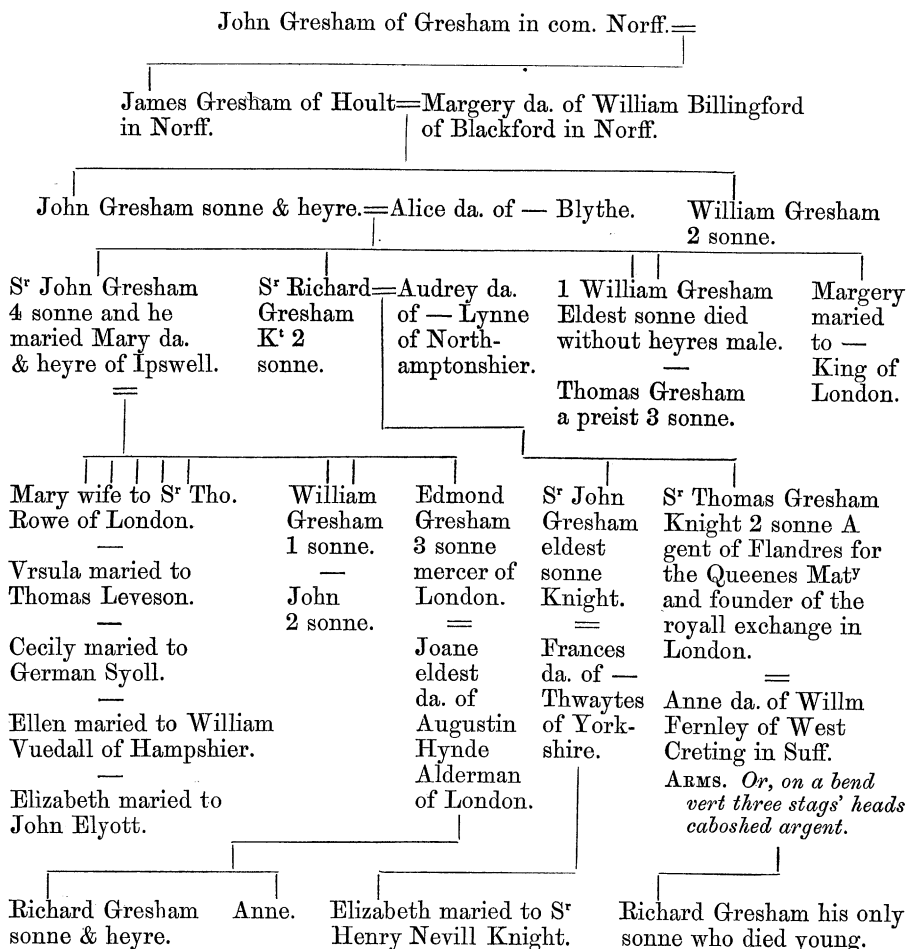 John Gresham of Gresham in com. Norff.=
James Gresham of Hoult=Margery da. of William Billingford
in Norff.
of Blackford in Norff.
John Gresham sonne & heyre.=Alice da. of — Blythe.
William Gresham
2 sonne.
Sʳ John Gresham
4 sonne and he
maried Mary da.
& heyre of Ipswell.
=
Sʳ Richard=
Gresham
Kᵗ 2
sonne.
Audrey da.
of — Lynne
of North-
amptonshier.
1 William Gresham
Eldest sonne died
without heyres male.
—
Thomas Gresham
a preist 3 sonne.
Margery
maried
to —
King of
London.
Mary wife to Sʳ Tho.
Rowe of London.
—
Vrsula maried to
Thomas Leveson.
—
Cecily maried to
German Syoll.
—
Ellen maried to William
Vuedall of Hampshier.
—
Elizabeth maried to
John Elyott.
William
Gresham
1 sonne.
—
John
2 sonne.
Edmond
Gresham
3 sonne
mercer of
London.
=
Joane
eldest
da. of
Augustin
Hynde
Alderman
of London.
Sʳ John
Gresham
eldest
sonne
Knight.
=
Frances
da. of —
Thwaytes
of York-
shire.
Sʳ Thomas Gresham
Knight 2 sonne A
gent of Flandres for
the Queenes Matʸ
and founder of the
royall exchange in
London.
=
Anne da. of Willm
Fernley of West
Creting in Suff.
ARMS. Or, on a bend
vert three stags' heads
caboshed argent.
Richard Gresham
sonne & heyre.
Anne.
Elizabeth maried to Sʳ
Henry Nevill Knight.
Richard Gresham his only
sonne who died young.